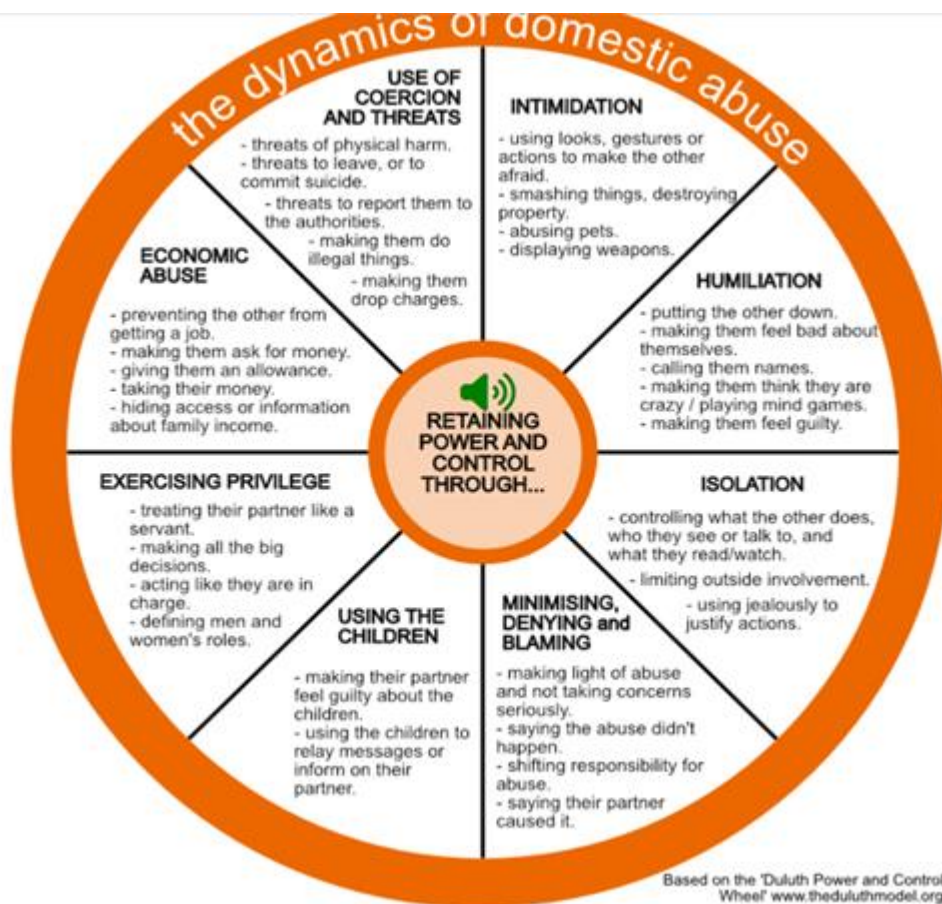 the dynamics of domestic abuse
USE OF
COERCION
AND THREATS
- threats of physical harm.
- threats to leave, or to
commit suicide.
- threats to report them to
the authorities.
- making them do
illegal things.
- making them
drop charges.
INTIMIDATION
- using looks, gestures or
actions to make the other
afraid.
- smashing things, destroying
property.
- abusing pets.
- displaying weapons.
HUMILIATION
- putting the other down.
- making them feel bad about
themselves.
- calling them names.
- making them think they are
crazy / playing mind games.
- making them feel guilty.
ISOLATION
- controlling what the other does,
who they see or talk to, and
what they read/watch.
- limiting outside involvement.
- using jealously to
justify actions.
MINIMISING,
DENYING and
BLAMING
- making light of abuse
and not taking concerns
seriously.
- saying the abuse didn't
happen.
- shifting responsibility for
abuse.
- saying their partner
caused it.
USING THE
CHILDREN
- making their partner
feel guilty about the
children.
- using the children to
relay messages or
inform on their
partner.
EXERCISING PRIVILEGE
- treating their partner like a
servant.
- making all the big
decisions.
- acting like they are in
charge.
- defining men and
women's roles.
ECONOMIC
ABUSE
- preventing the other from
getting a job.
- making them ask for money.
- giving them an allowance.
- taking their money.
- hiding access or information
about family income.
RETAINING
POWER AND
CONTROL
THROUGH...
Based on the 'Duluth Power and Control
Wheel' www.theduluthmodel.org